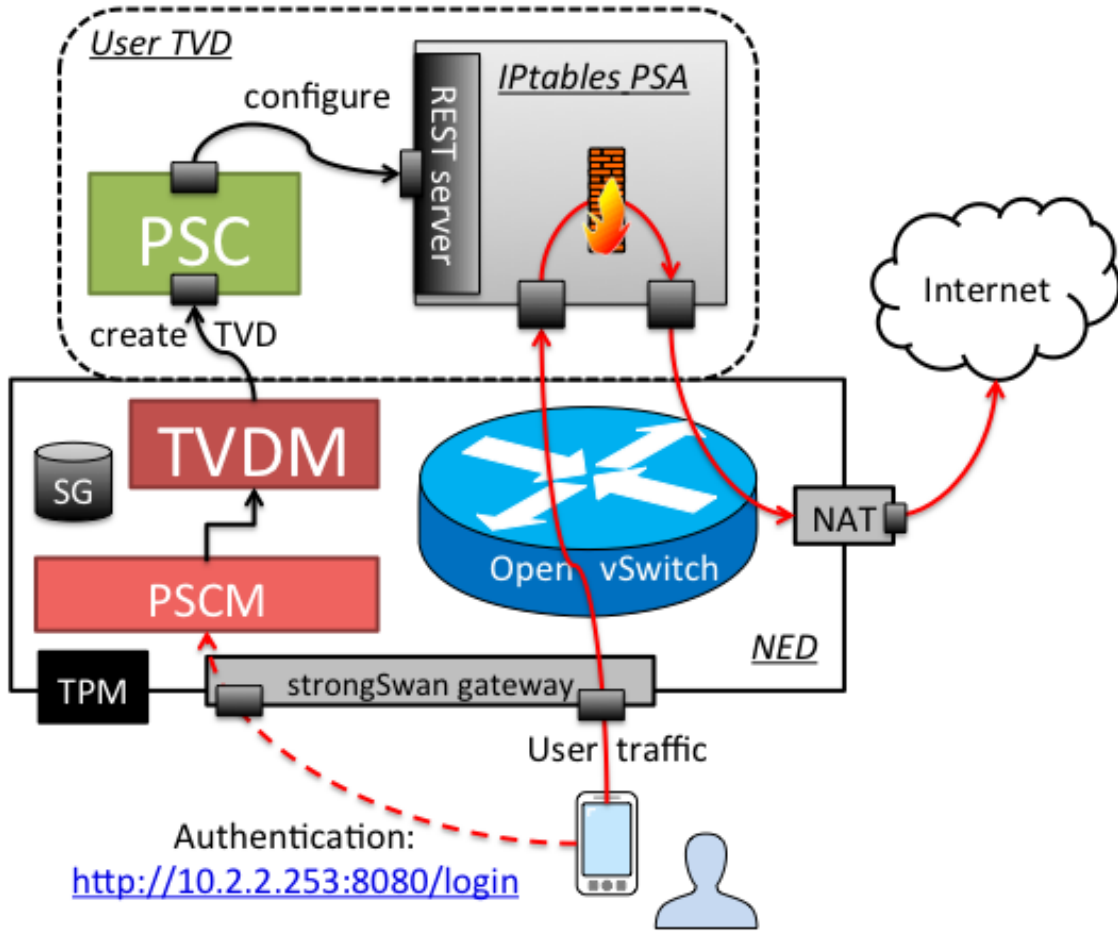 User TVD
IPtables PSA
configure
REST server
PSC
create TVD
Internet
TVDM
SG
NAT
Open vSwitch
PSCM
NED
TPM
strongSwan gateway
User traffic
Authentication:
http://10.2.2.253:8080/login